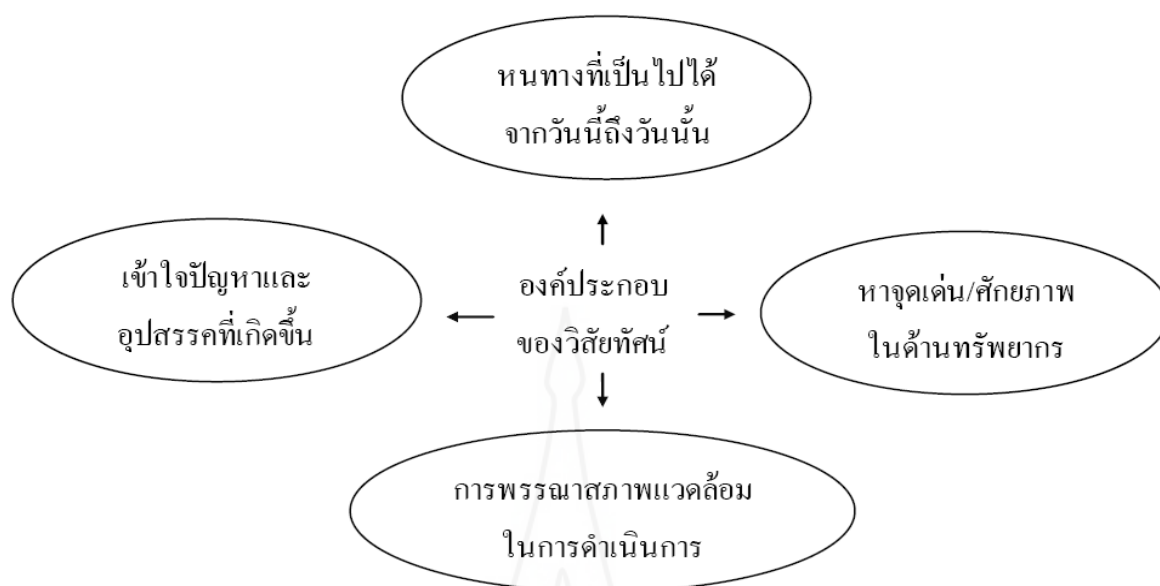 หนทางที่เป็นไปได้
จากวันนี้ถึงวันนั้น
เข้าใจปัญหาและ
อุปสรรคที่เกิดขึ้น
องค์ประกอบ
ของวิสัยทัศน์
หาจุดเด่น/ศักยภาพ
ในด้านทรัพยากร
การพรรณาสภาพแวดล้อม
ในการดำเนินการ